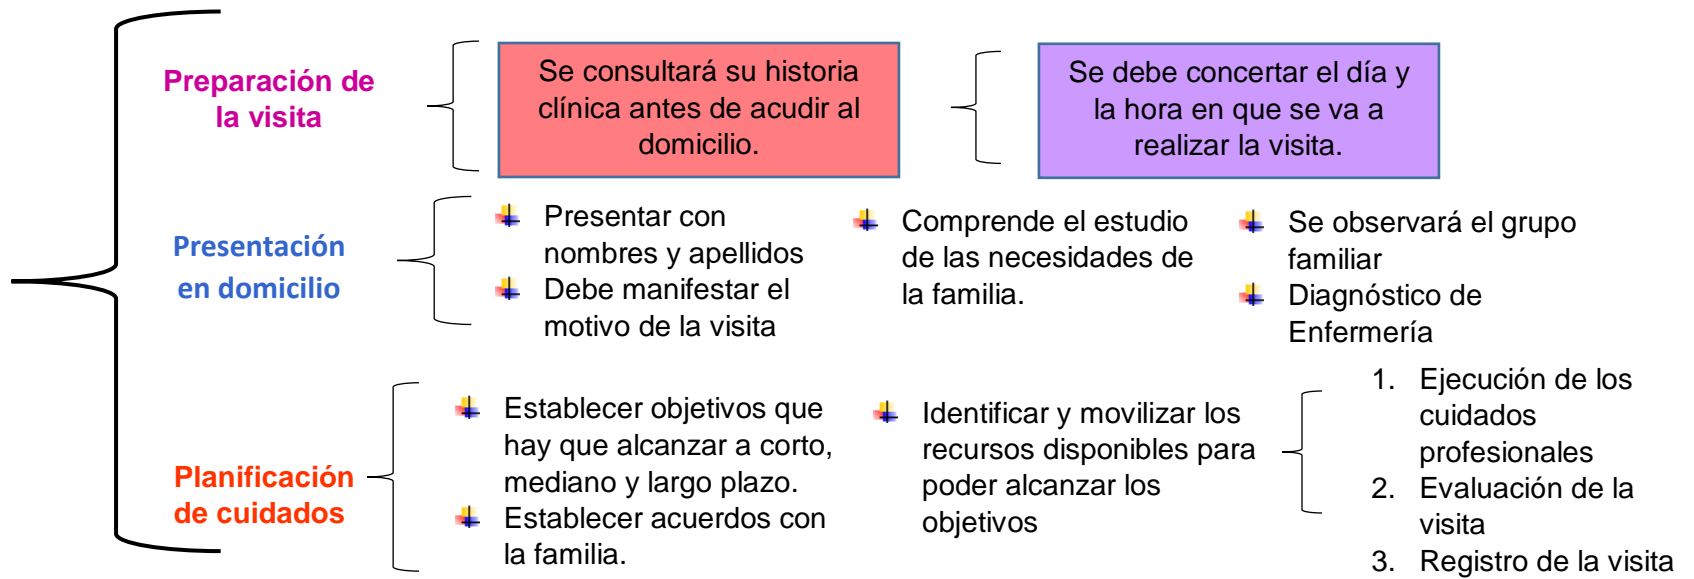 Preparación de
la visita
Se consultará su historia
clínica antes de acudir al
domicilio.
Se debe concertar el día y
la hora en que se va a
realizar la visita.
Presentación
en domicilio
Presentar con
nombres y apellidos
Debe manifestar el
motivo de la visita
Comprende el estudio
de las necesidades de
la familia.
Se observará el grupo
familiar
Diagnóstico de
Enfermería
Planificación
de cuidados
Establecer objetivos que
hay que alcanzar a corto,
mediano y largo plazo.
Establecer acuerdos con
la familia.
Identificar y movilizar los
recursos disponibles para
poder alcanzar los
objetivos
1. Ejecución de los
cuidados
profesionales
2. Evaluación de la
visita
3. Registro de la visita